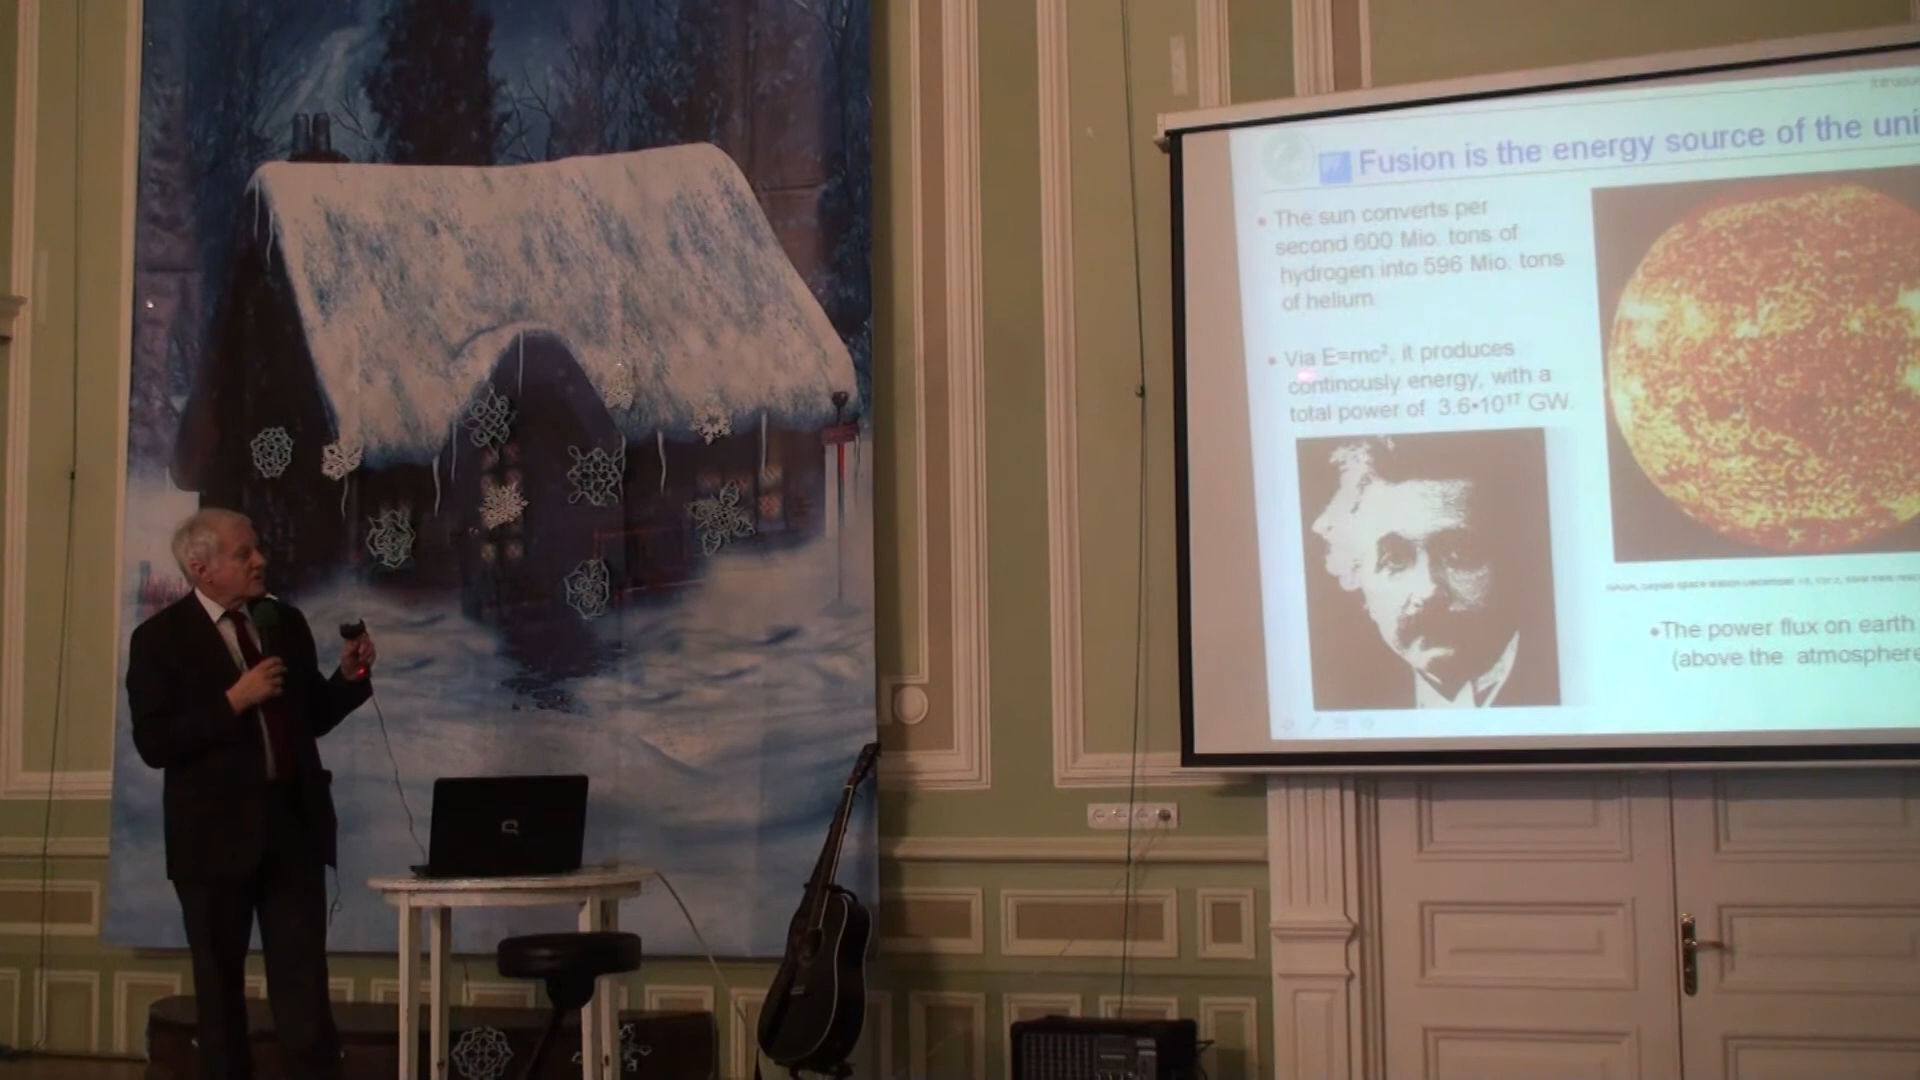 Fusion is the energy source of the uni
• The sun converts per
second 600 Mio. tons of
hydrogen into 596 Mio. tons
of helium
• Via E=mc², it produces
continously energy, with a
total power of 3.6•10¹⁷ GW.
•The power flux on earth
(above the atmosphere